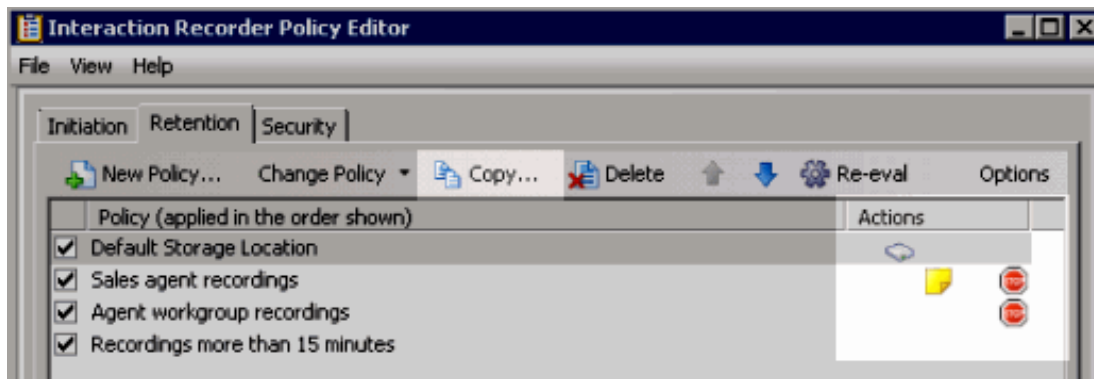 Interaction Recorder Policy Editor
File View Help
Initiation Retention Security
New Policy... Change Policy Copy... Delete Re-eval Options
Policy (applied in the order shown) Actions
Default Storage Location
Sales agent recordings STOP
Agent workgroup recordings STOP
Recordings more than 15 minutes